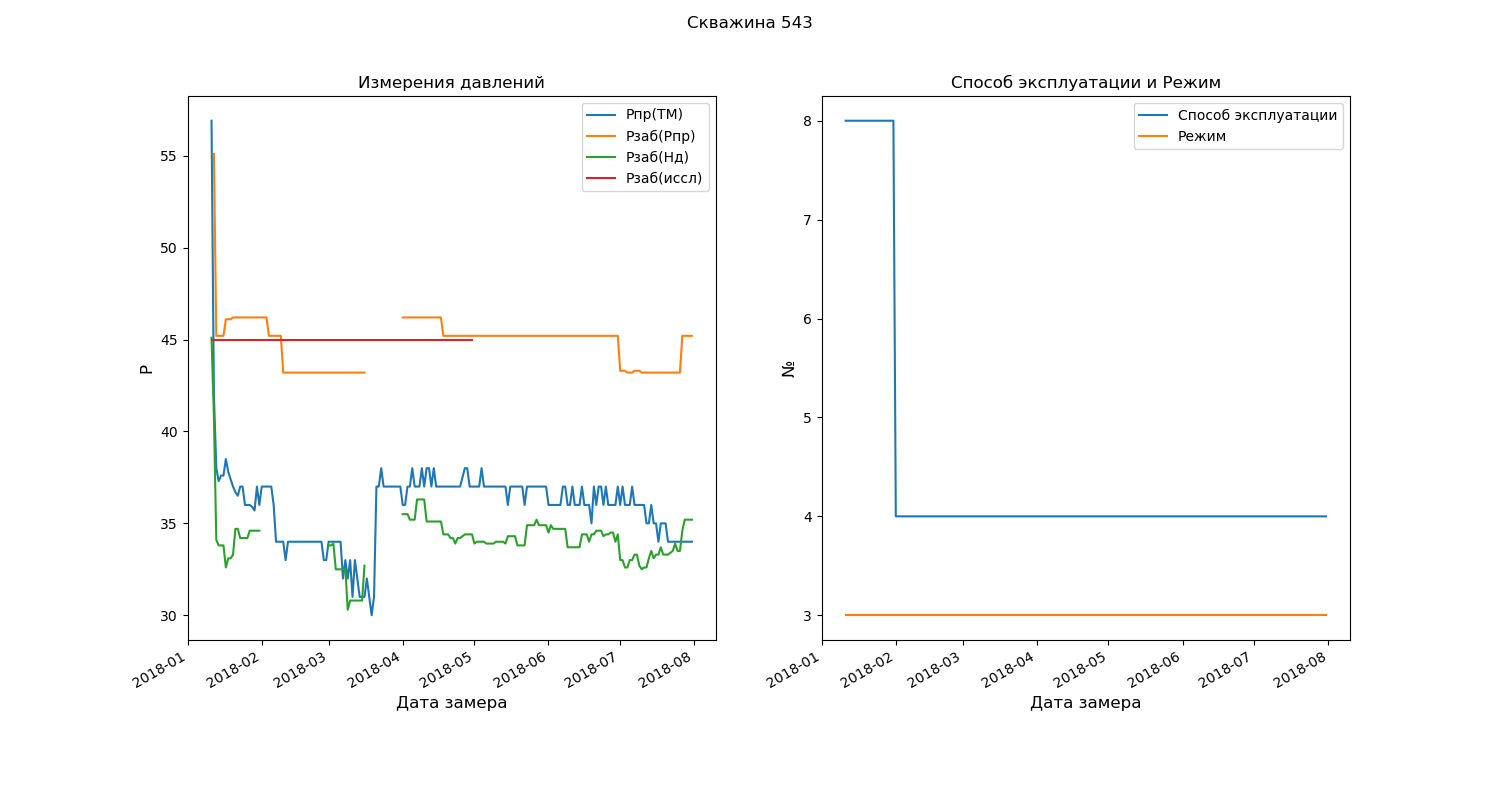 Скважина 543
Измерения давлений
Рпр(ТМ)
Рзаб(Рпр)
Рзаб(Нд)
Рзаб(иссл)
55
50
45
40
35
30
Р
2018-01
2018-02
2018-03
2018-04
2018-05
2018-06
2018-07
2018-08
Дата замера
Способ эксплуатации и Режим
Способ эксплуатации
Режим
8
7
6
5
4
3
№
2018-01
2018-02
2018-03
2018-04
2018-05
2018-06
2018-07
2018-08
Дата замера